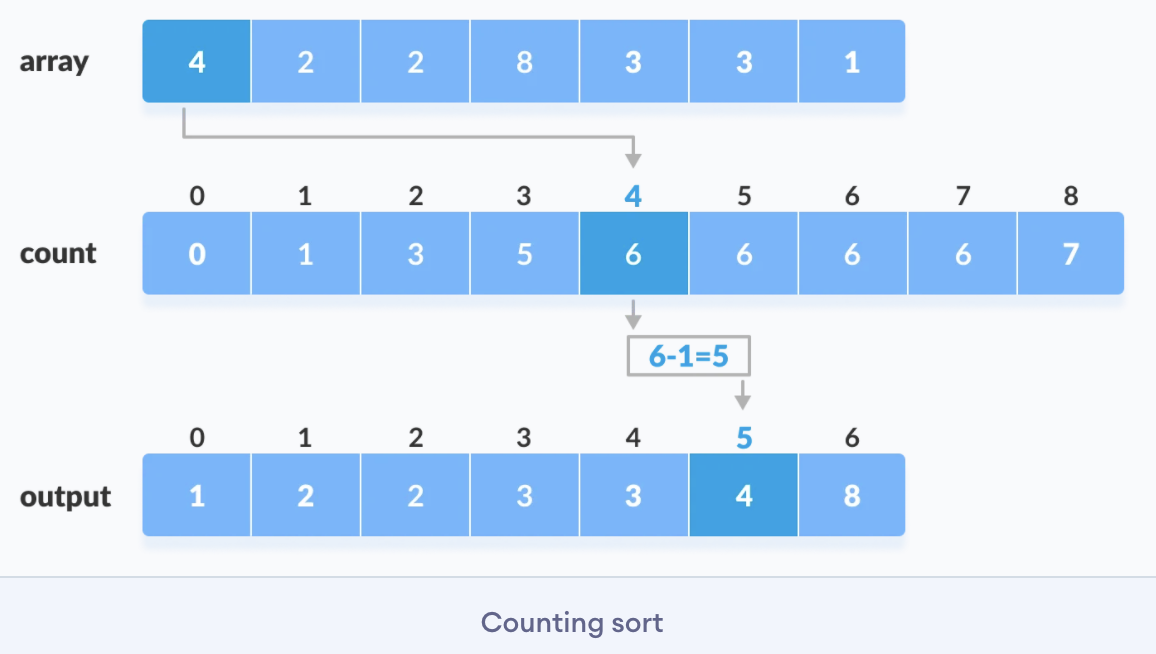 array 4 2 2 8 3 3 1
0 1 2 3 4 5 6 7 8
count 0 1 3 5 6 6 6 6 7
6-1=5
0 1 2 3 4 5 6
output 1 2 2 3 3 4 8
Counting sort